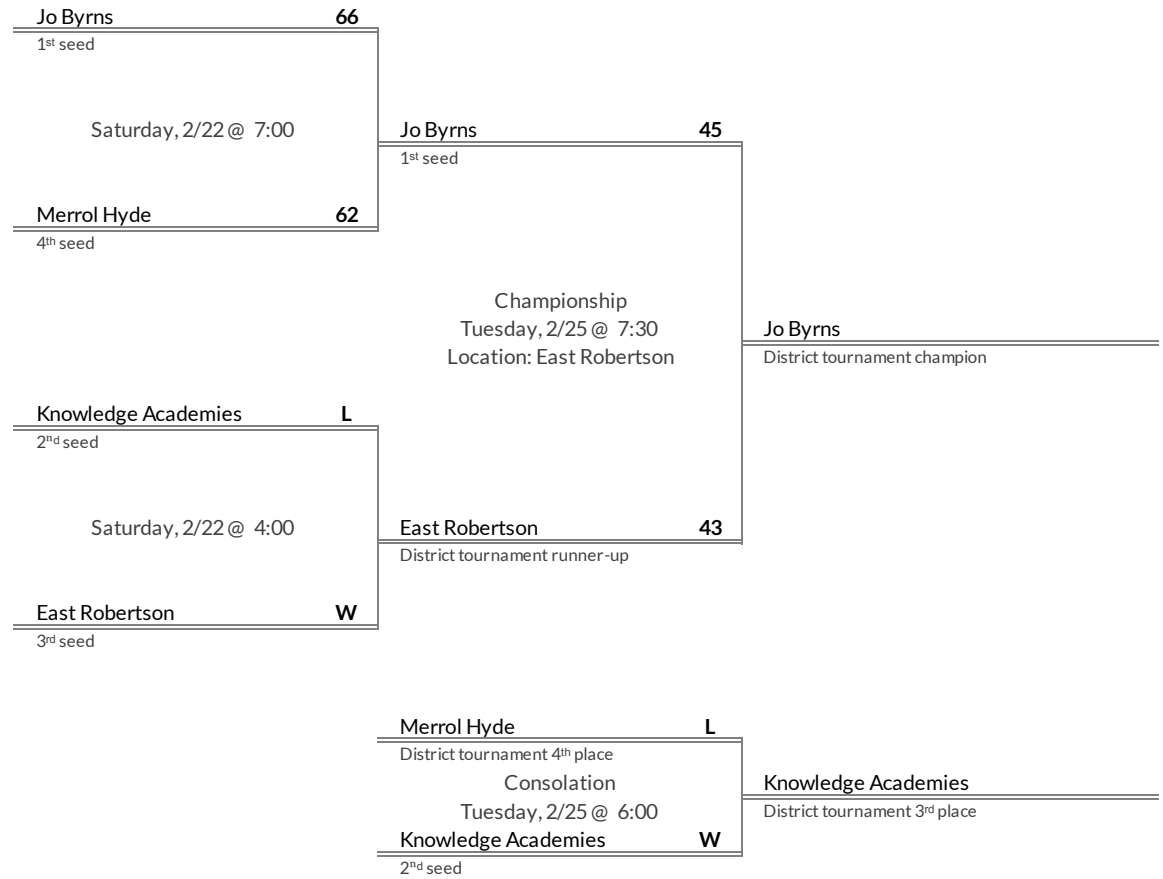 Jo Byrns 66
1st seed
Saturday, 2/22 @ 7:00
Jo Byrns 45
1st seed
Merrol Hyde 62
4th seed
Championship
Tuesday, 2/25 @ 7:30
Location: East Robertson
Jo Byrns
District tournament champion
Knowledge Academies L
2nd seed
Saturday, 2/22 @ 4:00
East Robertson 43
District tournament runner-up
East Robertson W
3rd seed
Merrol Hyde L
District tournament 4th place
Consolation
Tuesday, 2/25 @ 6:00
Knowledge Academies
District tournament 3rd place
Knowledge Academies W
2nd seed